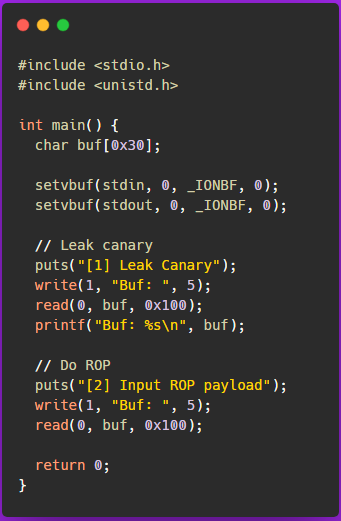 #include <stdio.h>
#include <unistd.h>
int main() {
char buf[0x30];
setvbuf(stdin, 0, _IONBF, 0);
setvbuf(stdout, 0, _IONBF, 0);
// Leak canary
puts("[1] Leak Canary");
write(1, "Buf: ", 5);
read(0, buf, 0x100);
printf("Buf: %s\n", buf);
// Do ROP
puts("[2] Input ROP payload");
write(1, "Buf: ", 5);
read(0, buf, 0x100);
return 0;
}